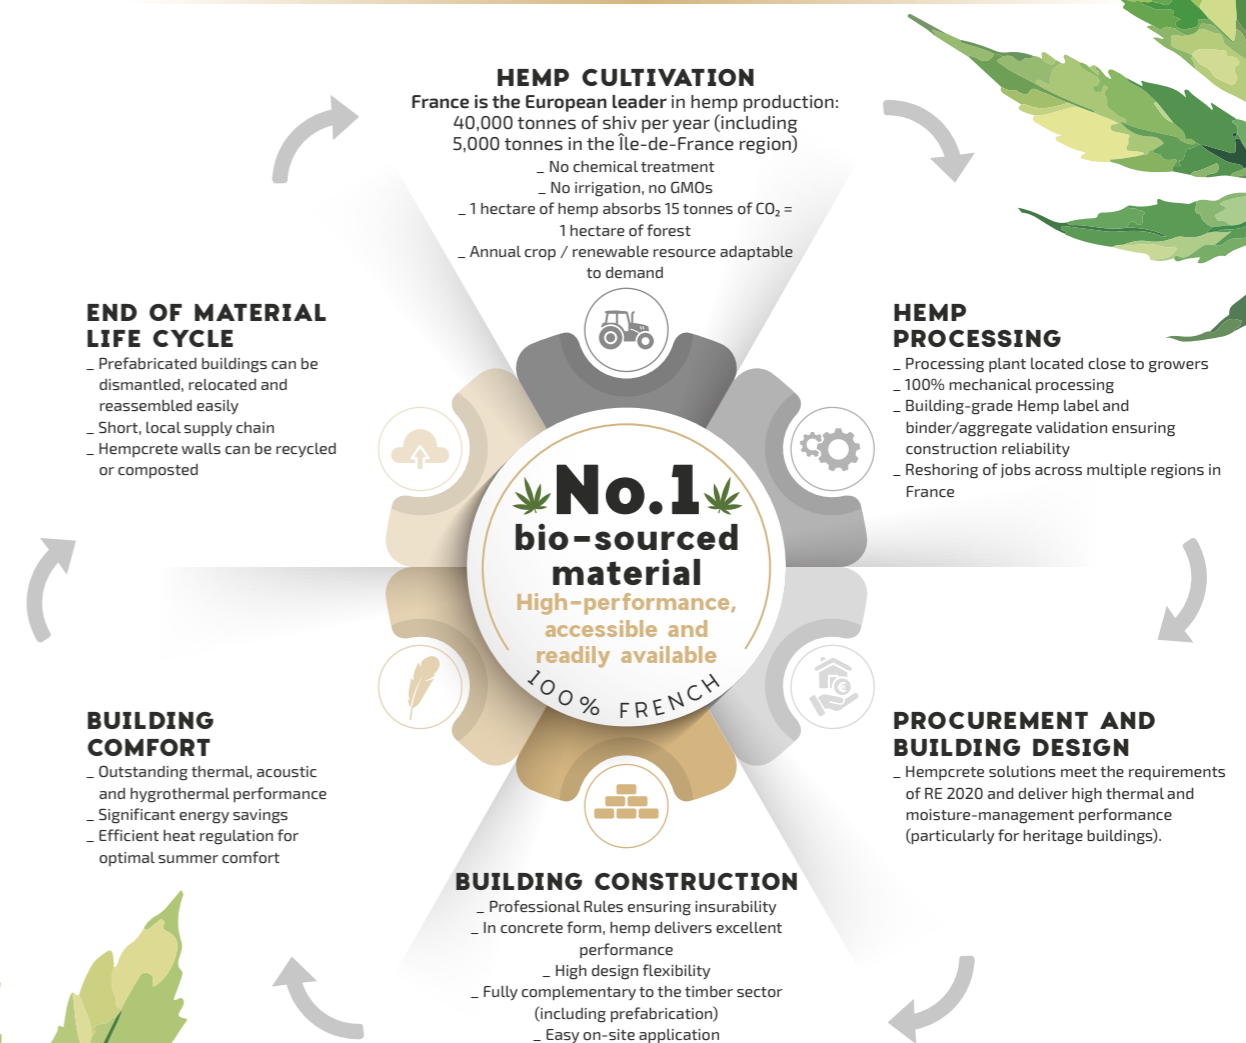 HEMP CULTIVATION
France is the European leader in hemp production:
40,000 tonnes of shiv per year (including
5,000 tonnes in the Île-de-France region)
_ No chemical treatment
_ No irrigation, no GMOs
_ 1 hectare of hemp absorbs 15 tonnes of CO₂ =
1 hectare of forest
_ Annual crop / renewable resource adaptable
to demand
HEMP
PROCESSING
_ Processing plant located close to growers
_ 100% mechanical processing
_ Building-grade Hemp label and
binder/aggregate validation ensuring
construction reliability
_ Reshoring of jobs across multiple regions in
France
PROCUREMENT AND
BUILDING DESIGN
_ Hempcrete solutions meet the requirements
of RE 2020 and deliver high thermal and
moisture-management performance
(particularly for heritage buildings).
BUILDING CONSTRUCTION
_ Professional Rules ensuring insurability
_ In concrete form, hemp delivers excellent
performance
_ High design flexibility
_ Fully complementary to the timber sector
(including prefabrication)
_ Easy on-site application
BUILDING
COMFORT
_ Outstanding thermal, acoustic
and hygrothermal performance
_ Significant energy savings
_ Efficient heat regulation for
optimal summer comfort
END OF MATERIAL
LIFE CYCLE
_ Prefabricated buildings can be
dismantled, relocated and
reassembled easily
_ Short, local supply chain
_ Hempcrete walls can be recycled
or composted
No.1
bio-sourced
material
High-performance,
accessible and
readily available
100% FRENCH